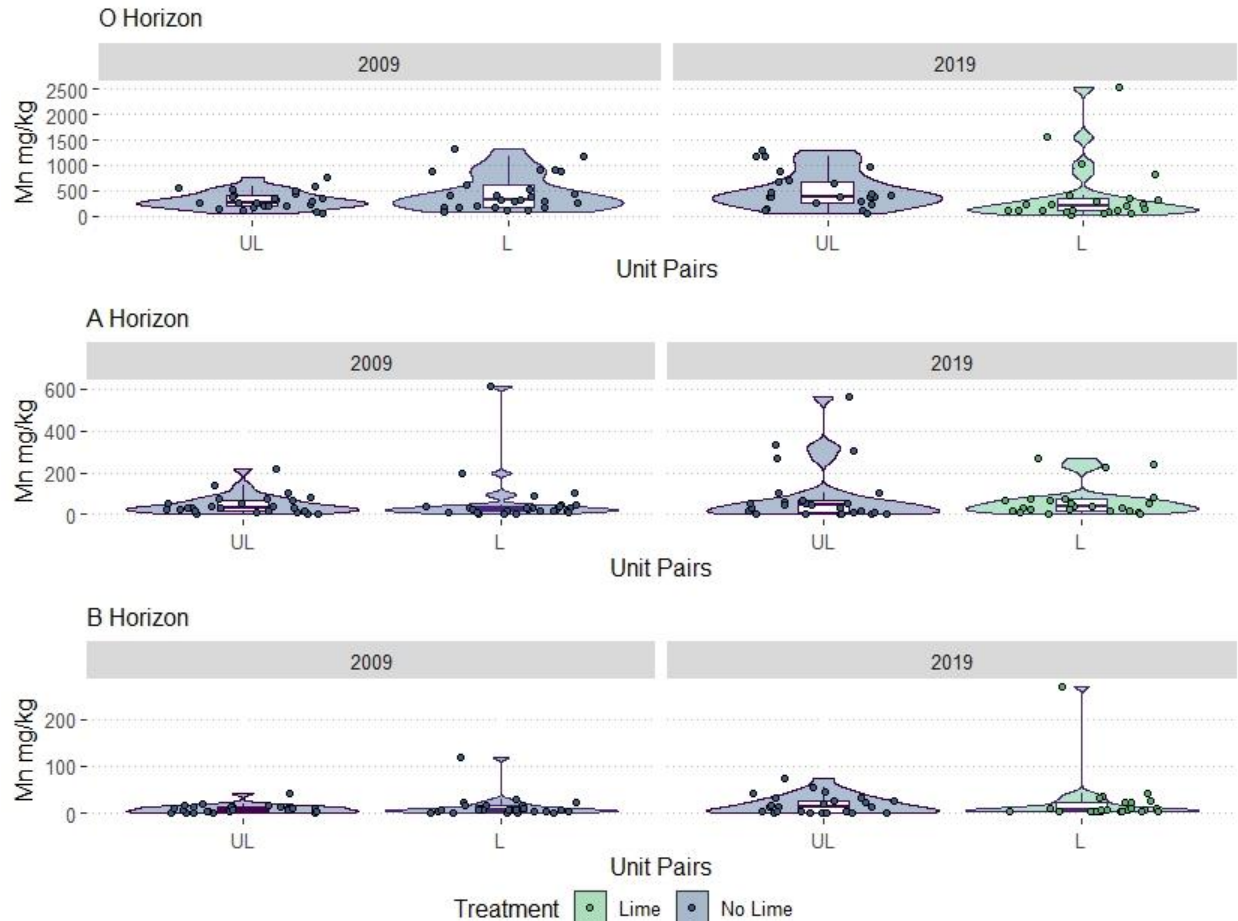 O Horizon
2009 2019
Mn mg/kg
2500
2000
1500
1000
500
0
UL L UL L
Unit Pairs
A Horizon
2009 2019
Mn mg/kg
600
400
200
0
UL L UL L
Unit Pairs
B Horizon
2009 2019
Mn mg/kg
200
100
0
UL L UL L
Unit Pairs
Treatment Lime No Lime